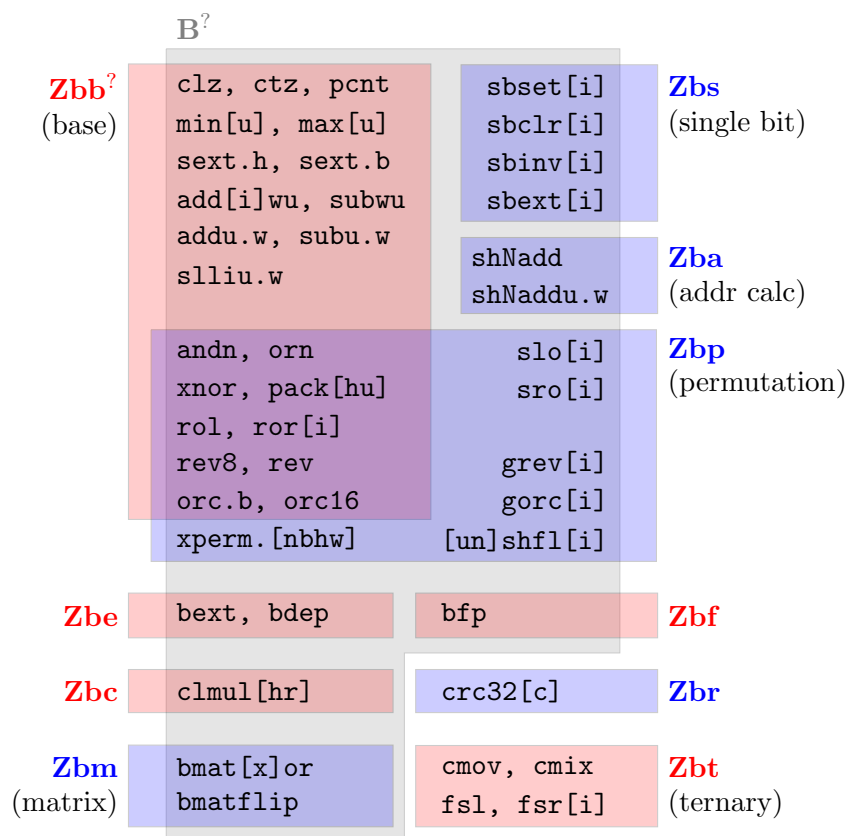 B?
Zbb? clz, ctz, pcnt sbset[i] Zbs
(base) min[u], max[u] sbclr[i] (single bit)
sext.h, sext.b sbinv[i]
add[i]wu, subwu sbext[i]
addu.w, subu.w
slliu.w shNadd Zba
shNaddu.w (addr calc)
andn, orn slo[i] Zbp
xnor, pack[hu] sro[i] (permutation)
rol, ror[i]
rev8, rev grev[i]
orc.b, orc16 gorc[i]
xperm.[nbhw] [un]shfl[i]
Zbe bext, bdep bfp Zbf
Zbc clmul[hr] crc32[c] Zbr
Zbm bmat[x]or cmov, cmix Zbt
(matrix) bmatflip fsl, fsr[i] (ternary)